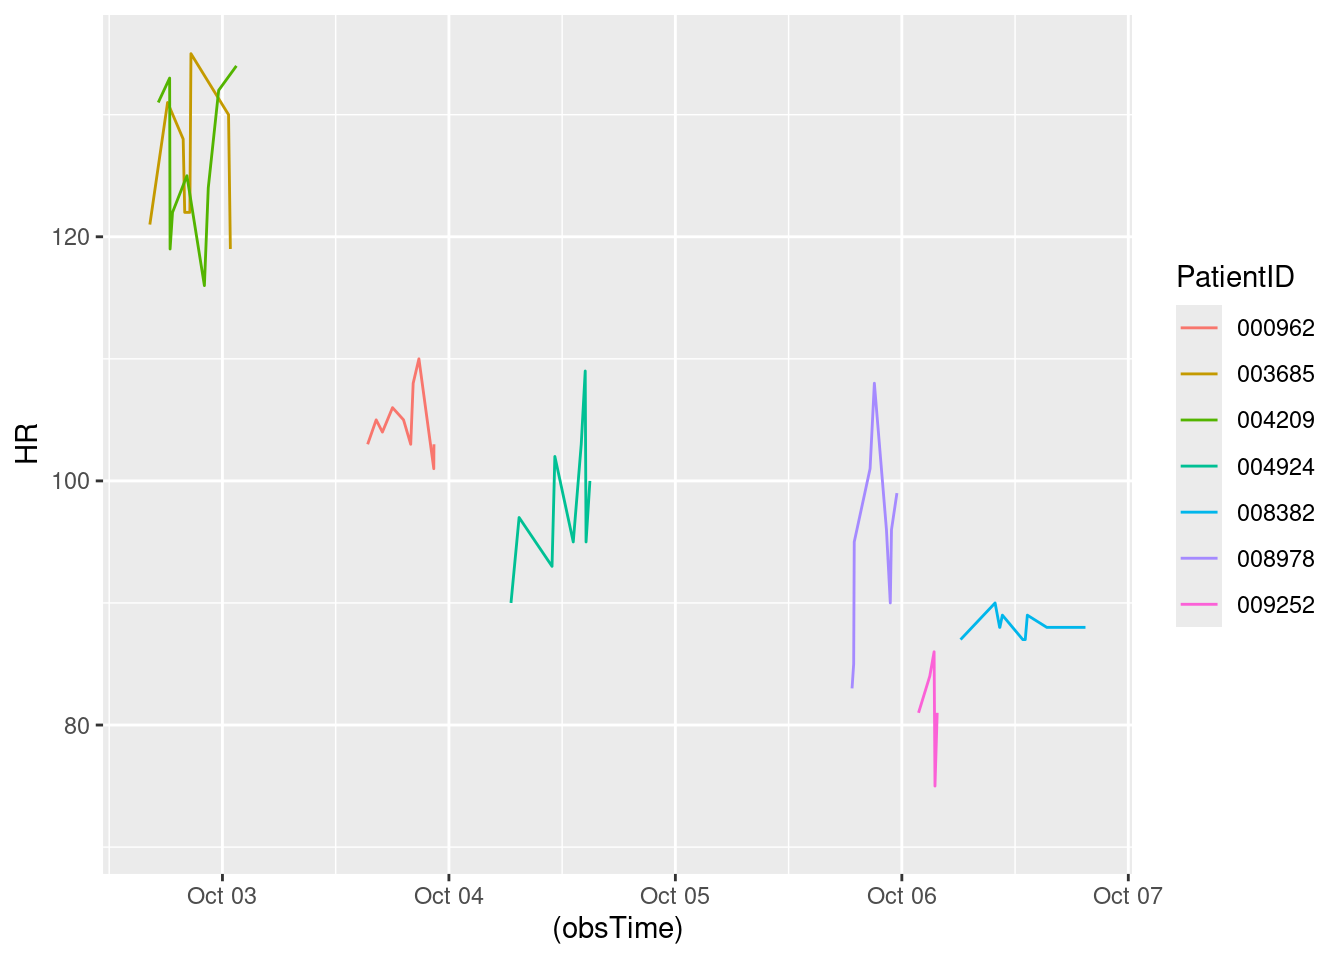 HR
120
100
80
Oct 03
Oct 04
Oct 05
Oct 06
Oct 07
(obsTime)
PatientID
000962
003685
004209
004924
008382
008978
009252